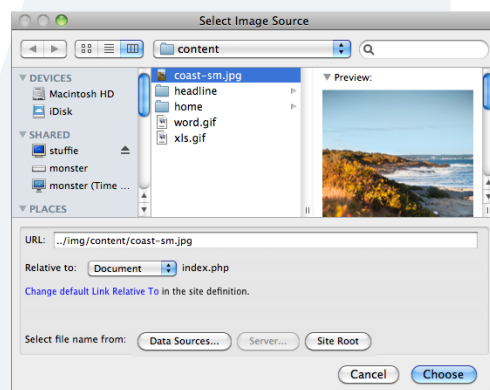 Select Image Source
content
DEVICES
Macintosh HD
iDisk
SHARED
stuffie
monster
monster (Time ...
PLACES
coast-sm.jpg
headline
home
word.gif
xls.gif
Preview:
URL: ../img/content/coast-sm.jpg
Relative to: Document index.php
Change default Link Relative To in the site definition.
Select file name from: Data Sources... Server... Site Root
Cancel Choose